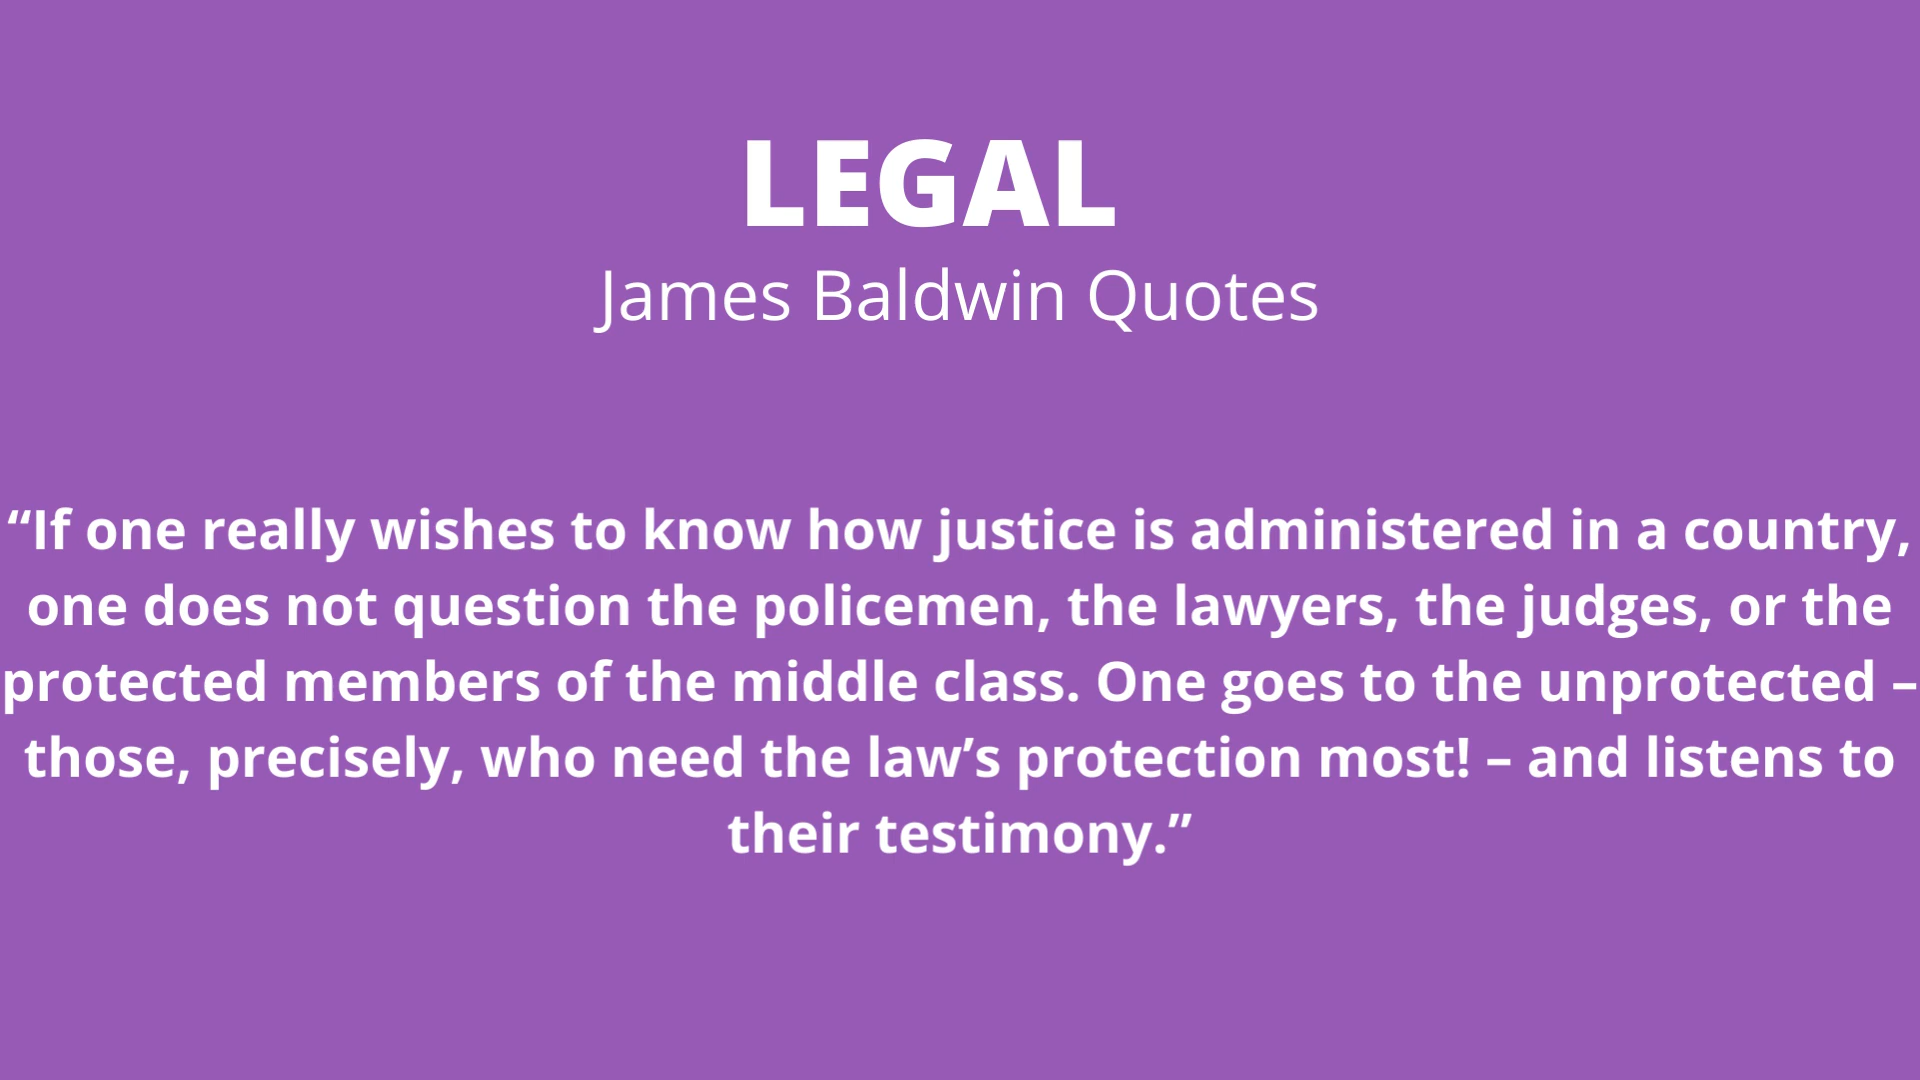 LEGAL
James Baldwin Quotes
“If one really wishes to know how justice is administered in a country,
one does not question the policemen, the lawyers, the judges, or the
protected members of the middle class. One goes to the unprotected –
those, precisely, who need the law’s protection most! – and listens to
their testimony.”